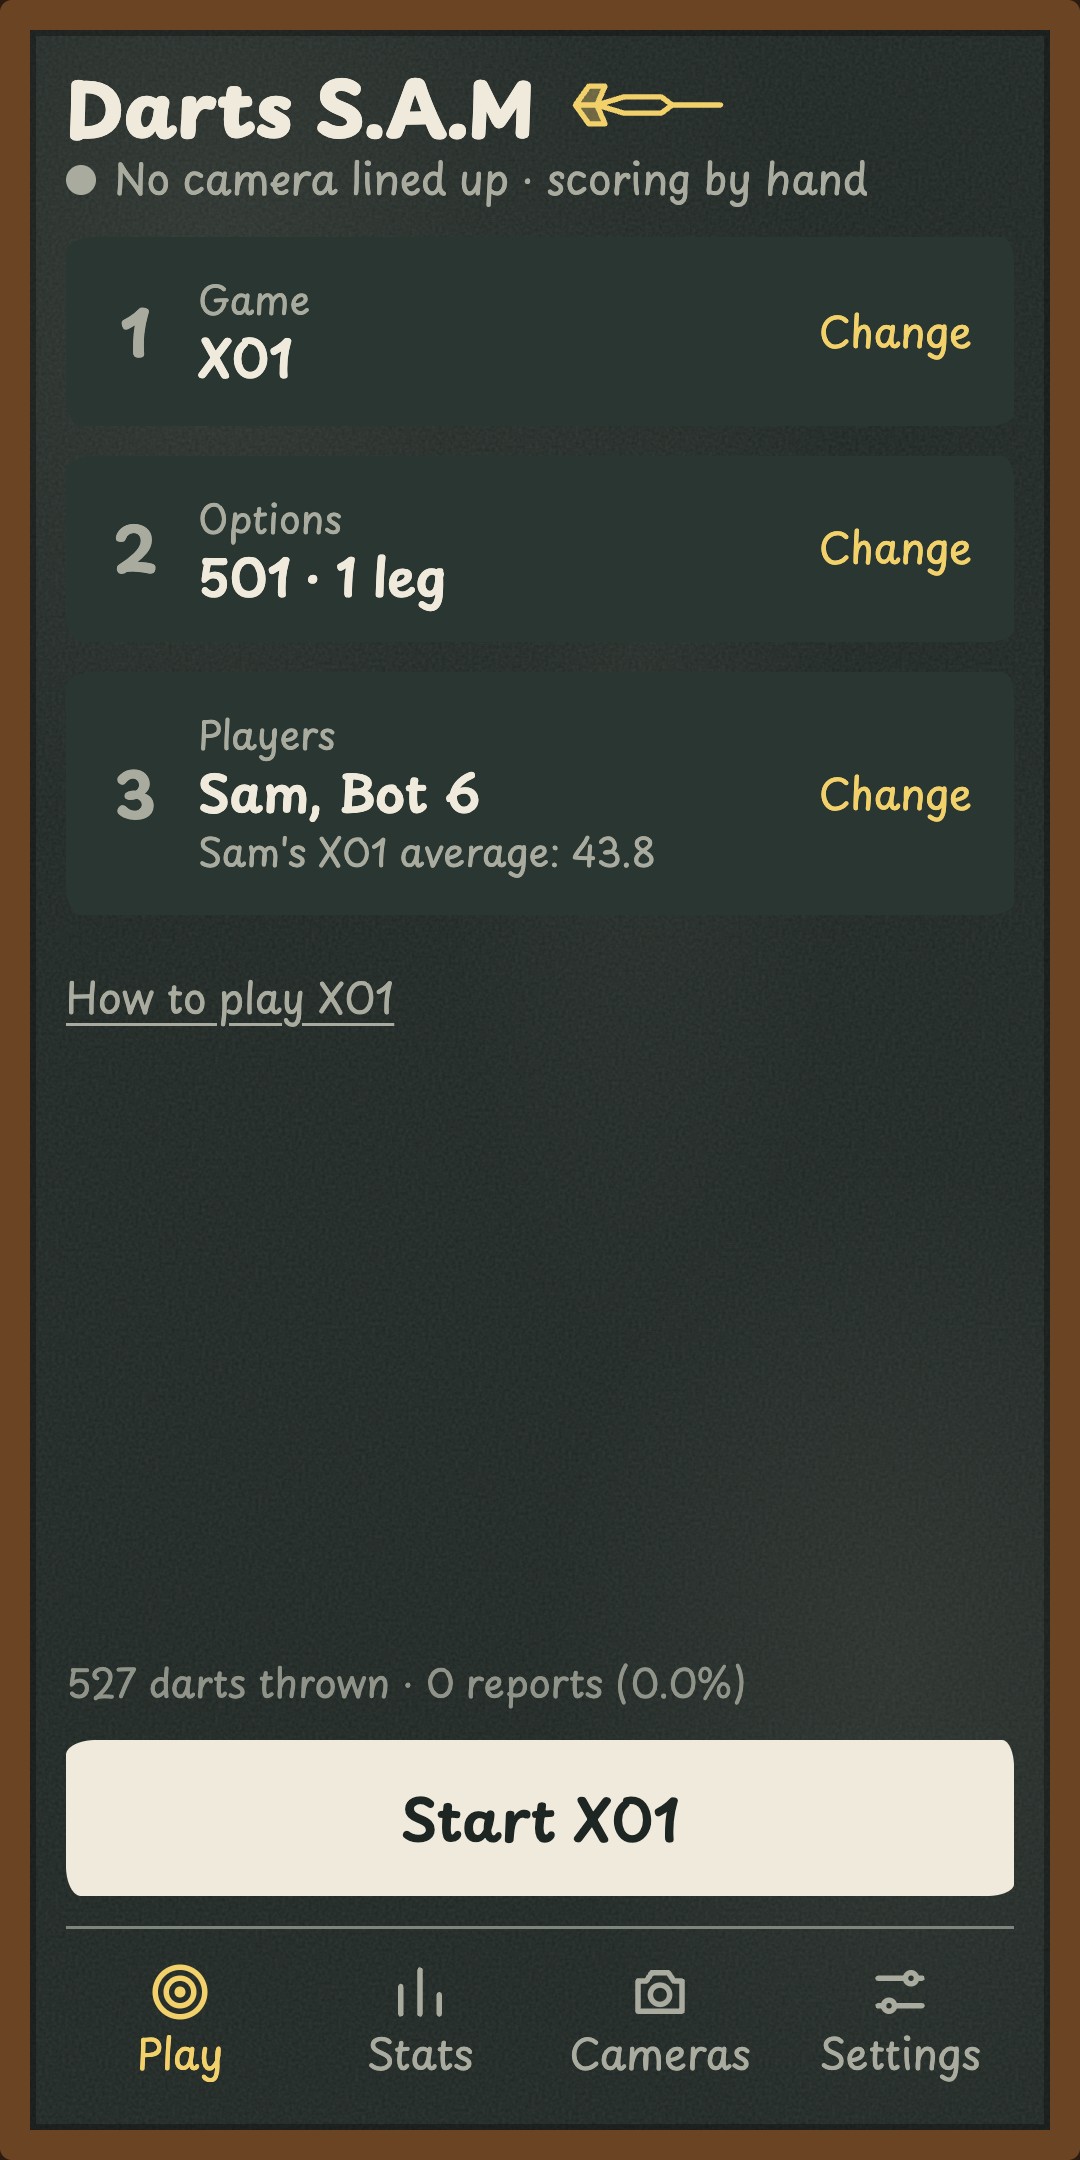 Darts S.A.M
No camera lined up · scoring by hand
1
Game
X01
Change
2
Options
501 · 1 leg
Change
3
Players
Sam, Bot 6
Sam's X01 average: 43.8
Change
How to play X01
527 darts thrown · 0 reports (0.0%)
Start X01
Play
Stats
Cameras
Settings